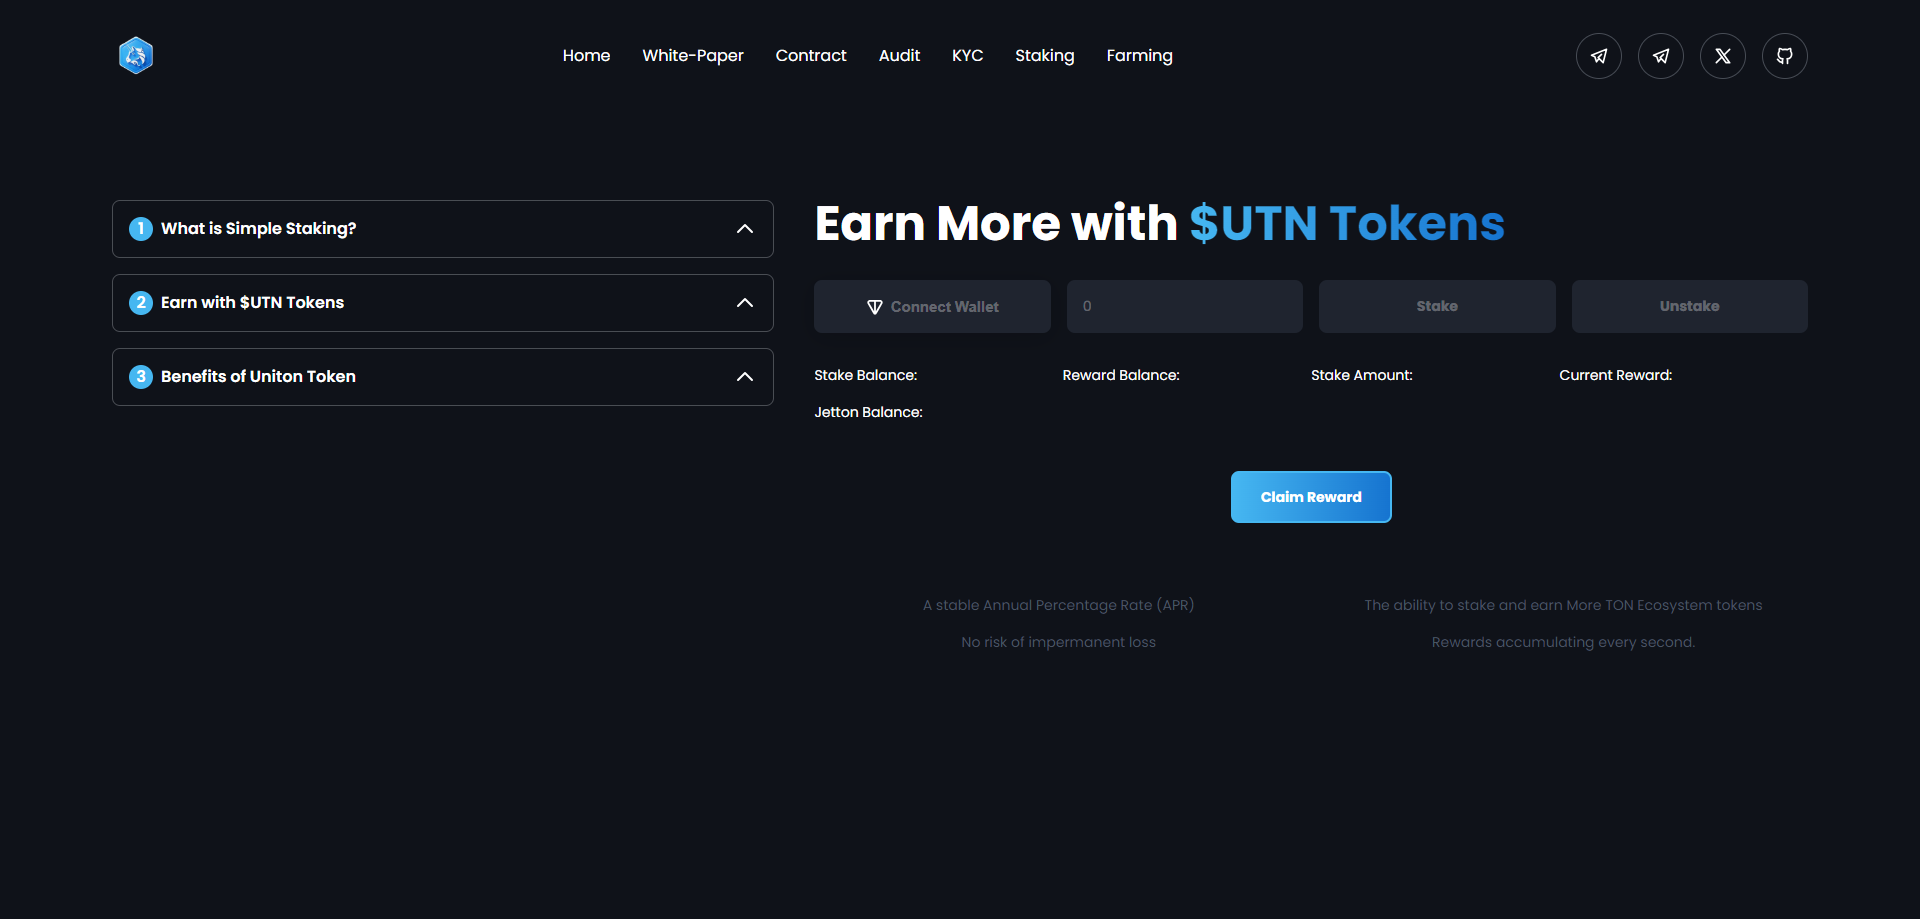 Home White-Paper Contract Audit KYC Staking Farming
1 What is Simple Staking?
2 Earn with $UTN Tokens
3 Benefits of Uniton Token
Earn More with $UTN Tokens
Connect Wallet 0 Stake Unstake
Stake Balance: Reward Balance: Stake Amount: Current Reward:
Jetton Balance:
Claim Reward
A stable Annual Percentage Rate (APR) The ability to stake and earn More TON Ecosystem tokens
No risk of impermanent loss Rewards accumulating every second.